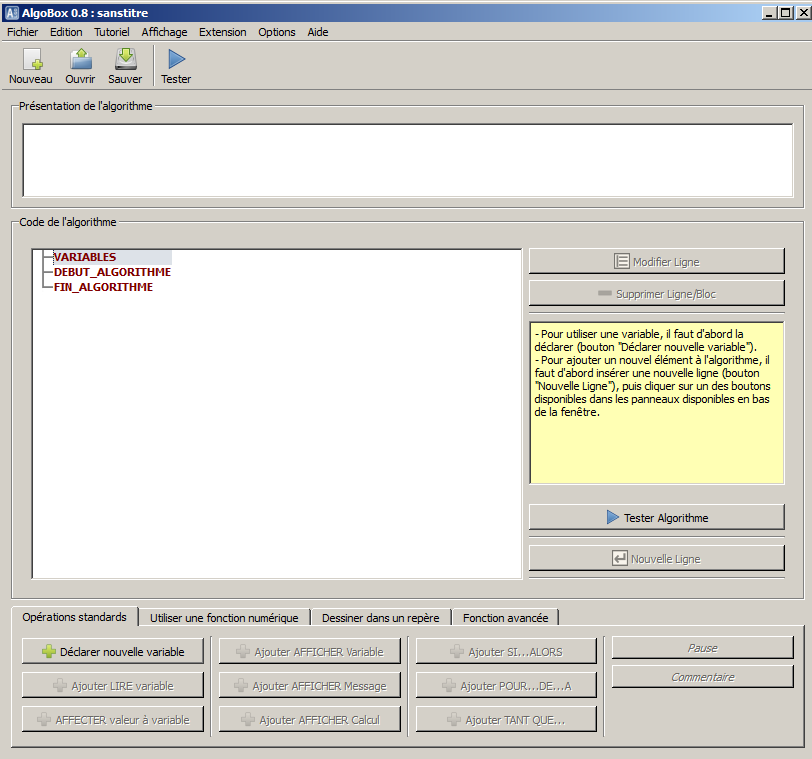 AlgoBox 0.8 : sanstitre
Fichier Edition Tutoriel Affichage Extension Options Aide
Nouveau Ouvrir Sauver Tester
Présentation de l'algorithme
Code de l'algorithme
VARIABLES
DEBUT_ALGORITHME
FIN_ALGORITHME
Modifier Ligne
Supprimer Ligne/Bloc
- Pour utiliser une variable, il faut d'abord la
déclarer (bouton "Déclarer nouvelle variable").
- Pour ajouter un nouvel élément à l'algorithme, il
faut d'abord insérer une nouvelle ligne (bouton
"Nouvelle Ligne"), puis cliquer sur un des boutons
disponibles dans les panneaux disponibles en bas
de la fenêtre.
Tester Algorithme
Nouvelle Ligne
Opérations standards Utiliser une fonction numérique Dessiner dans un repère Fonction avancée
Déclarer nouvelle variable Ajouter AFFICHER Variable Ajouter SI...ALORS Pause
Ajouter LIRE variable Ajouter AFFICHER Message Ajouter POUR...DE...A Commentaire
AFFECTER valeur à variable Ajouter AFFICHER Calcul Ajouter TANT QUE...